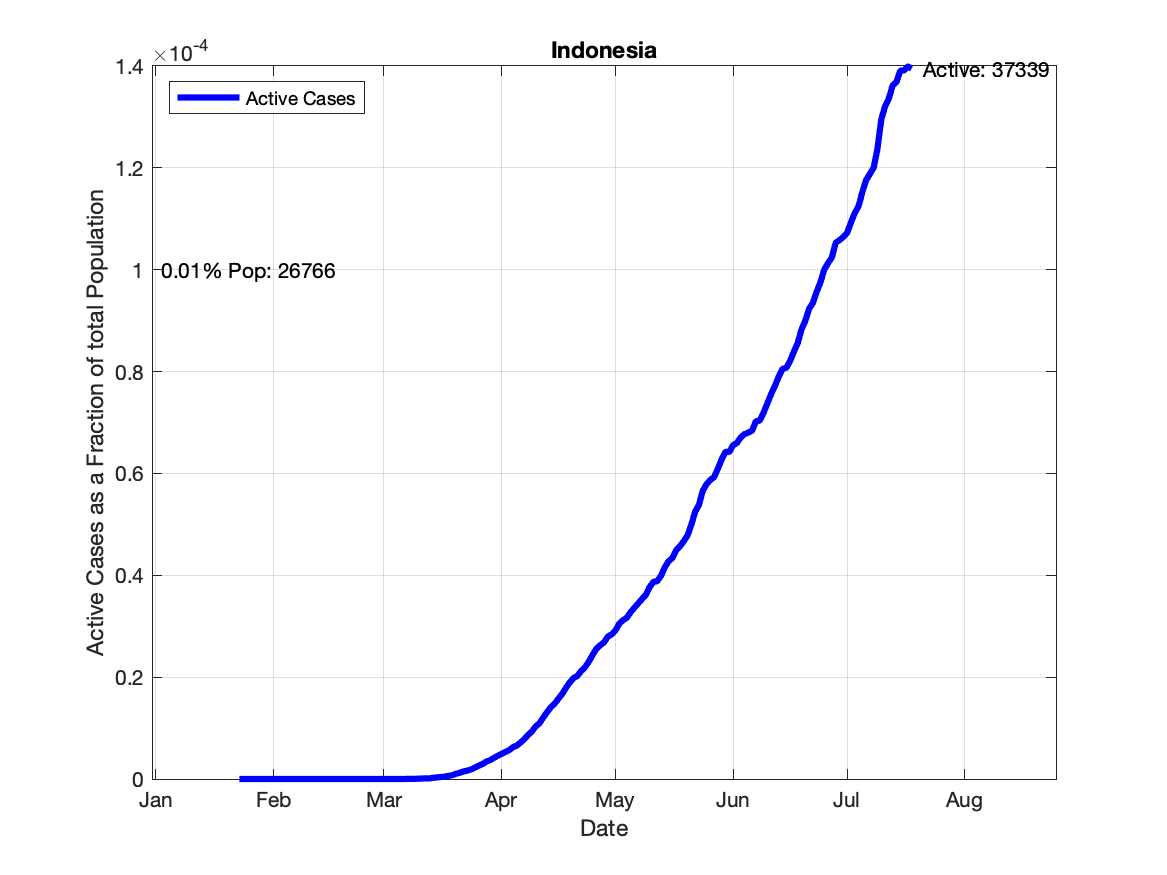 Indonesia
×10^-4
1.4
1.2
1
0.8
0.6
0.4
0.2
0
Active Cases
Active: 37339
0.01% Pop: 26766
Active Cases as a Fraction of total Population
Jan Feb Mar Apr May Jun Jul Aug
Date